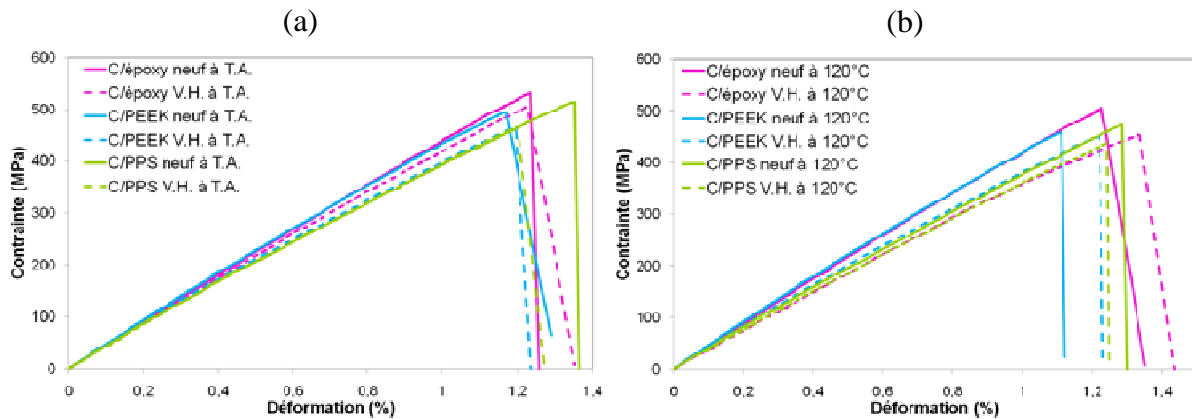 (a)
600
500
400
300
200
100
0
Contrainte (MPa)
C/époxy neuf à T.A.
C/époxy V.H. à T.A.
C/PEEK neuf à T.A.
C/PEEK V.H. à T.A.
C/PPS neuf à T.A.
C/PPS V.H. à T.A.
0 0,2 0,4 0,6 0,8 1 1,2 1,4
Déformation (%)
(b)
600
500
400
300
200
100
0
Contrainte (MPa)
C/époxy neuf à 120°C
C/époxy V.H. à 120°C
C/PEEK neuf à 120°C
C/PEEK V.H. à 120°C
C/PPS neuf à 120°C
C/PPS V.H. à 120°C
0 0,2 0,4 0,6 0,8 1 1,2 1,4
Déformation (%)